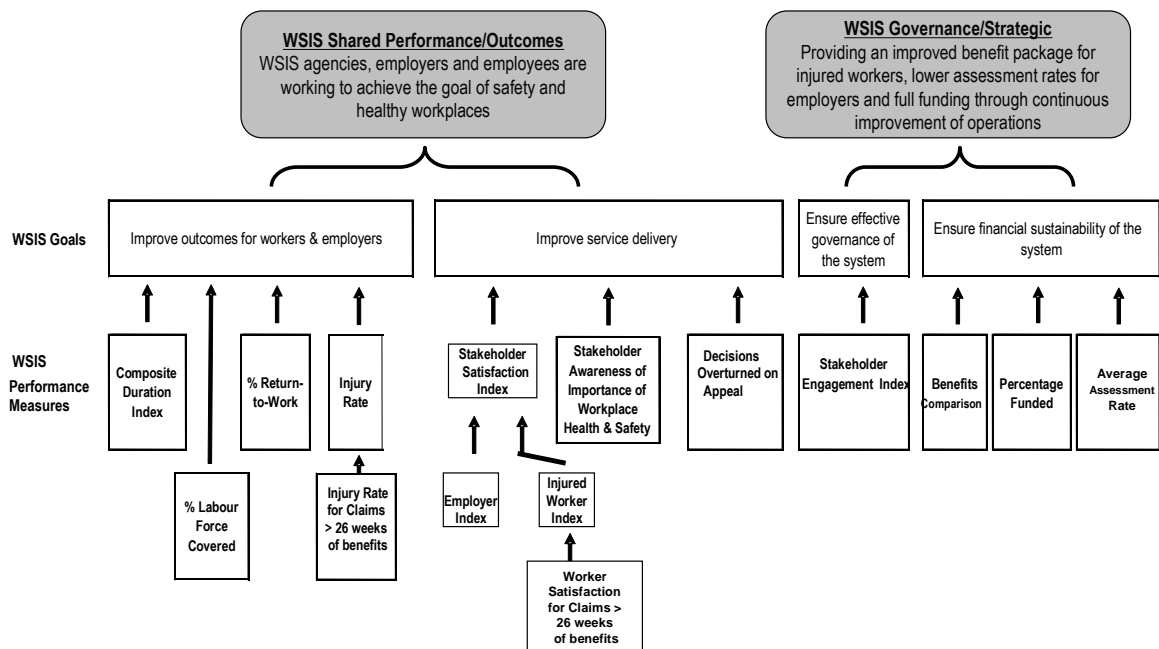 WSIS Shared Performance/Outcomes
WSIS agencies, employers and employees are
working to achieve the goal of safety and
healthy workplaces
WSIS Governance/Strategic
Providing an improved benefit package for
injured workers, lower assessment rates for
employers and full funding through continuous
improvement of operations
WSIS Goals
Improve outcomes for workers & employers
Improve service delivery
Ensure effective
governance of
the system
Ensure financial sustainability of the
system
WSIS
Performance
Measures
Composite
Duration
Index
% Return-
to-Work
Injury
Rate
Stakeholder
Satisfaction
Index
Stakeholder
Awareness of
Importance of
Workplace
Health & Safety
Decisions
Overturned on
Appeal
Stakeholder
Engagement Index
Benefits
Comparison
Percentage
Funded
Average
Assessment
Rate
% Labour
Force
Covered
Injury Rate
for Claims
> 26 weeks
of benefits
Employer
Index
Injured
Worker
Index
Worker
Satisfaction
for Claims >
26 weeks
of benefits